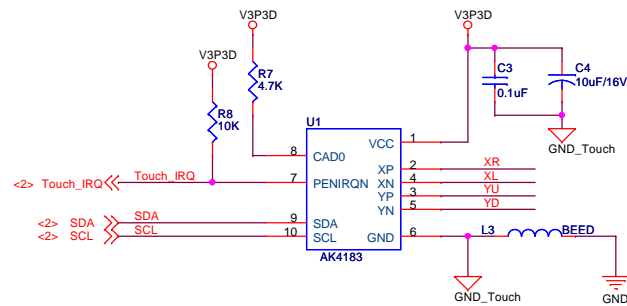 V3P3D
V3P3D
V3P3D
R7
4.7K
R8
10K
C3
0.1uF
C4
10uF/16V
GND_Touch
U1
8
CAD0
VCC
1
<2> Touch_IRQ
Touch_IRQ
7
PENIRQN
XP
2
XR
XN
4
XL
YP
3
YU
YN
5
YD
<2> SDA
SDA
9
SDA
<2> SCL
SCL
10
SCL
GND
6
AK4183
L3
BEED
GND_Touch
GND